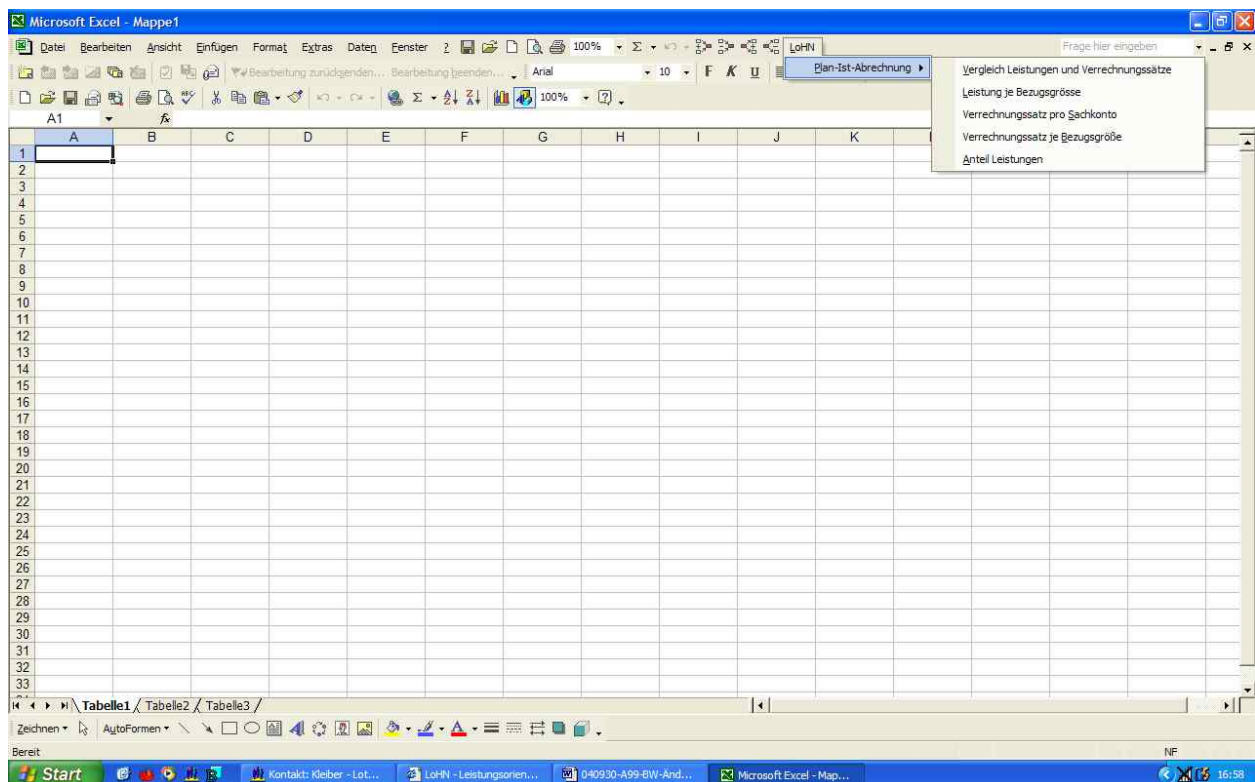 Microsoft Excel - Mappe1
Datei Bearbeiten Ansicht Einfügen Format Extras Daten Fenster ? 100% LoHN Frage hier eingeben
Bearbeitung zurückgenden... Bearbeitung beenden... Arial 10 F K U
Plan-Ist-Abrechnung
Vergleich Leistungen und Verrechnungssätze
Leistung je Bezugsgrösse
Verrechnungssatz pro Sachkonto
Verrechnungssatz je Bezugsgröße
Anteil Leistungen
100%
A1 fx
A B C D E F G H I J K
1
2
3
4
5
6
7
8
9
10
11
12
13
14
15
16
17
18
19
20
21
22
23
24
25
26
27
28
29
30
31
32
33
Tabelle1 Tabelle2 Tabelle3
Zeichnen AutoFormen
Bereit NF
Start Kontakt: Kleiber - Lot... LoHN - Leistungsorien... 040930-A99-BW-Änd... Microsoft Excel - Map... 16:58